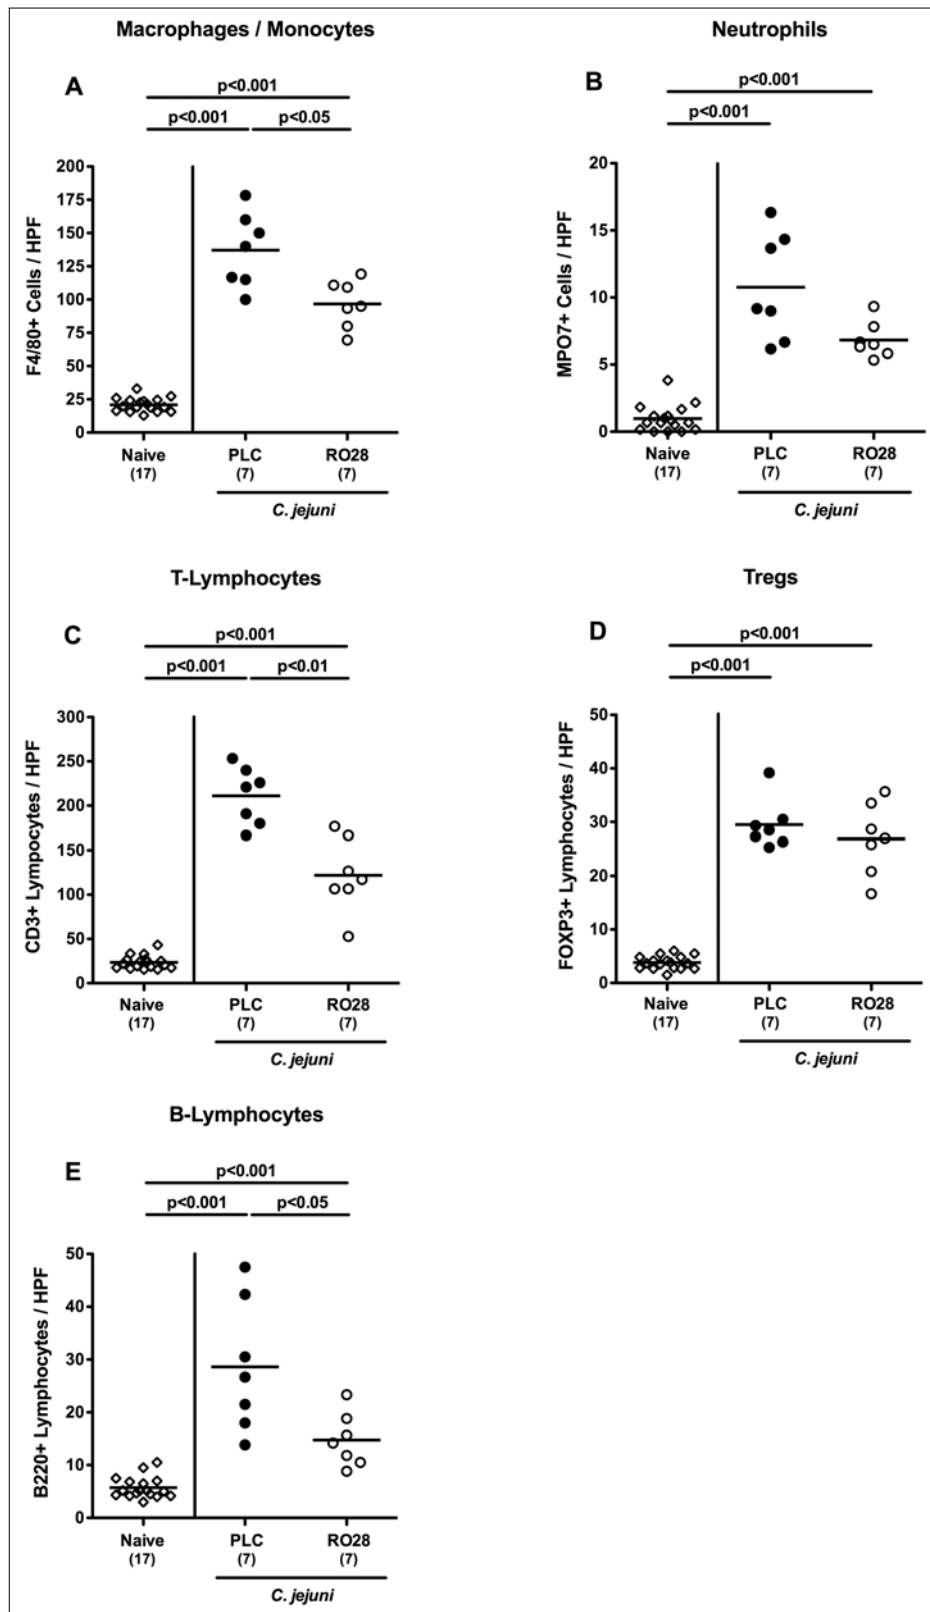 Macrophages / Monocytes
A
p<0.001
p<0.001 p<0.05
F4/80+ Cells / HPF
200
175
150
125
100
75
50
25
0
Naive PLC RO28
(17) (7) (7)
C. jejuni
Neutrophils
B
p<0.001
p<0.001
MPO7+ Cells / HPF
20
15
10
5
0
Naive PLC RO28
(17) (7) (7)
C. jejuni
T-Lymphocytes
C
p<0.001
p<0.001 p<0.01
CD3+ Lympocytes / HPF
300
250
200
150
100
50
0
Naive PLC RO28
(17) (7) (7)
C. jejuni
Tregs
D
p<0.001
p<0.001
FOXP3+ Lymphocytes / HPF
50
40
30
20
10
0
Naive PLC RO28
(17) (7) (7)
C. jejuni
B-Lymphocytes
E
p<0.001
p<0.001 p<0.05
B220+ Lymphocytes / HPF
50
40
30
20
10
0
Naive PLC RO28
(17) (7) (7)
C. jejuni